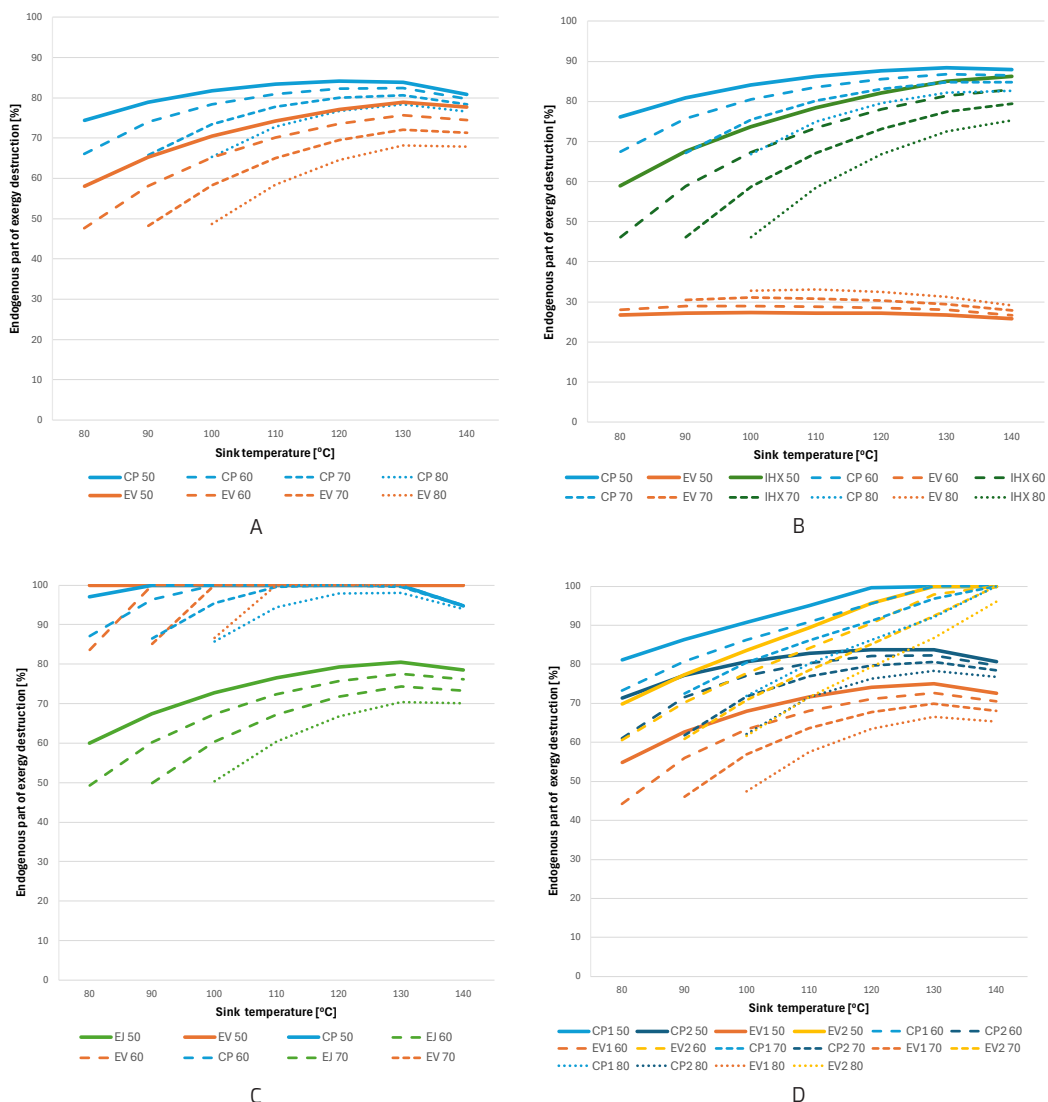 100
90
80
70
60
50
40
30
20
10
0
Endogenous part of exergy destruction [%]
80 90 100 110 120 130 140
Sink temperature [ºC]
CP 50 CP 60 CP 70 CP 80
EV 50 EV 60 EV 70 EV 80
A
100
90
80
70
60
50
40
30
20
10
0
Endogenous part of exergy destruction [%]
80 90 100 110 120 130 140
Sink temperature [ºC]
CP 50 EV 50 IHX 50 CP 60 EV 60 IHX 60
CP 70 EV 70 IHX 70 CP 80 EV 80 IHX 80
B
100
90
80
70
60
50
40
30
20
10
0
Endogenous part of exergy destruction [%]
80 90 100 110 120 130 140
Sink temperature [ºC]
EJ 50 EV 50 CP 50 EJ 60
EV 60 CP 60 EJ 70 EV 70
C
100
90
80
70
60
50
40
30
20
10
0
Endogenous part of exergy destruction [%]
80 90 100 110 120 130 140
Sink temperature [ºC]
CP1 50 CP2 50 EV1 50 EV2 50 CP1 60 CP2 60
EV1 60 EV2 60 CP1 70 CP2 70 EV1 70 EV2 70
CP1 80 CP2 80 EV1 80 EV2 80
D